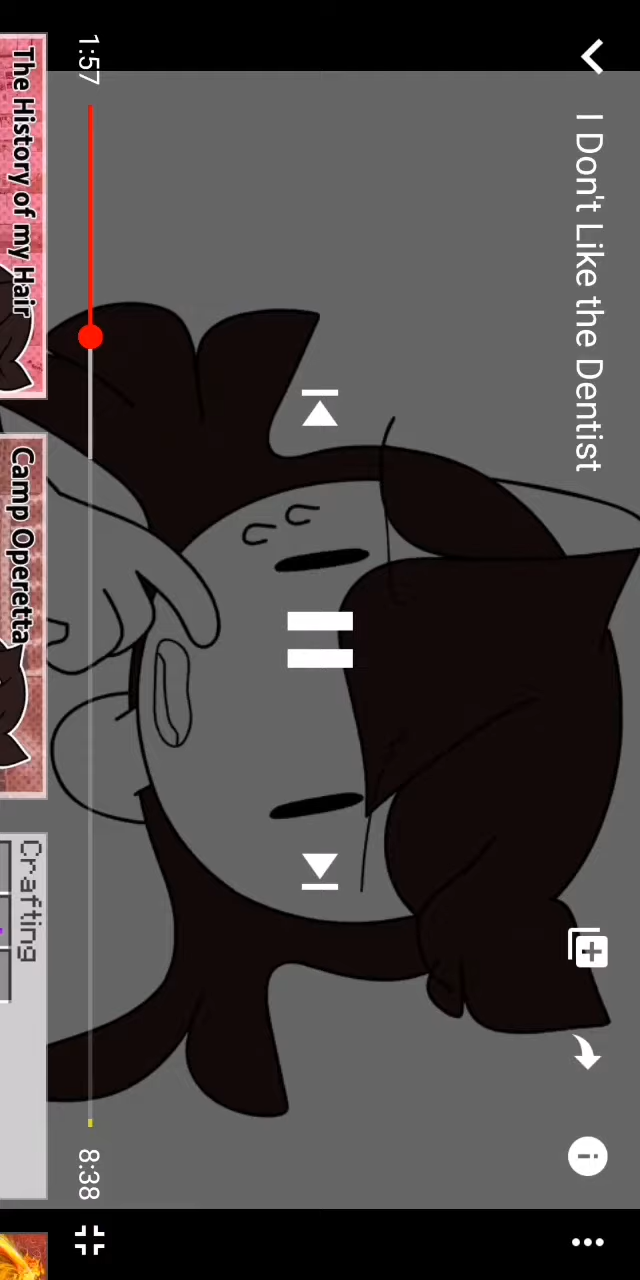 I Don't Like the Dentist
1:57
8:38
The History of my Hair
Camp Operetta
Crafting